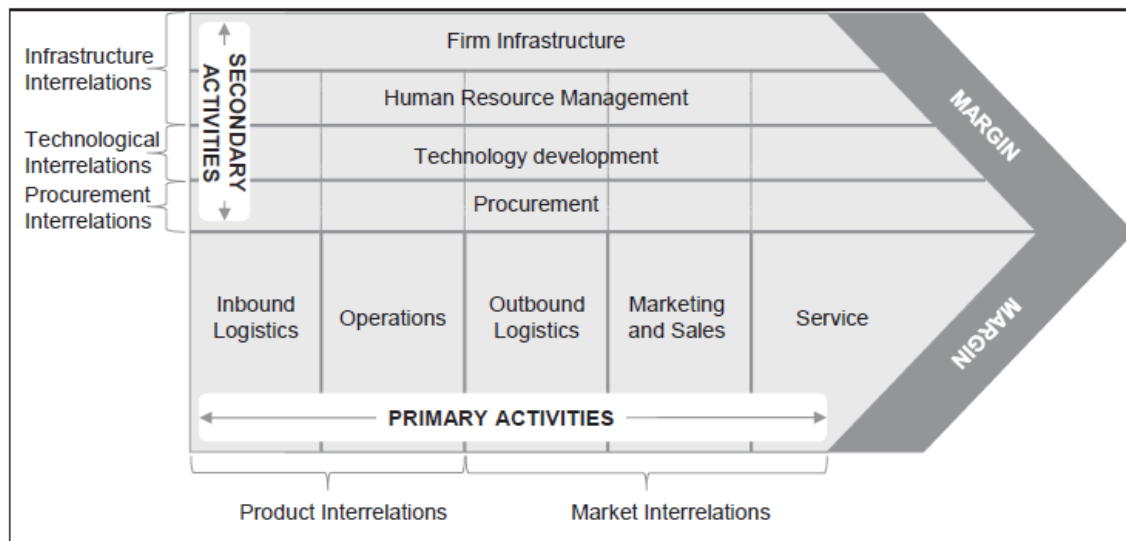 Infrastructure
Interrelations
Technological
Interrelations
Procurement
Interrelations
SECONDARY
ACTIVITIES
Firm Infrastructure
Human Resource Management
Technology development
Procurement
Inbound
Logistics
Operations
Outbound
Logistics
Marketing
and Sales
Service
PRIMARY ACTIVITIES
MARGIN
MARGIN
Product Interrelations
Market Interrelations